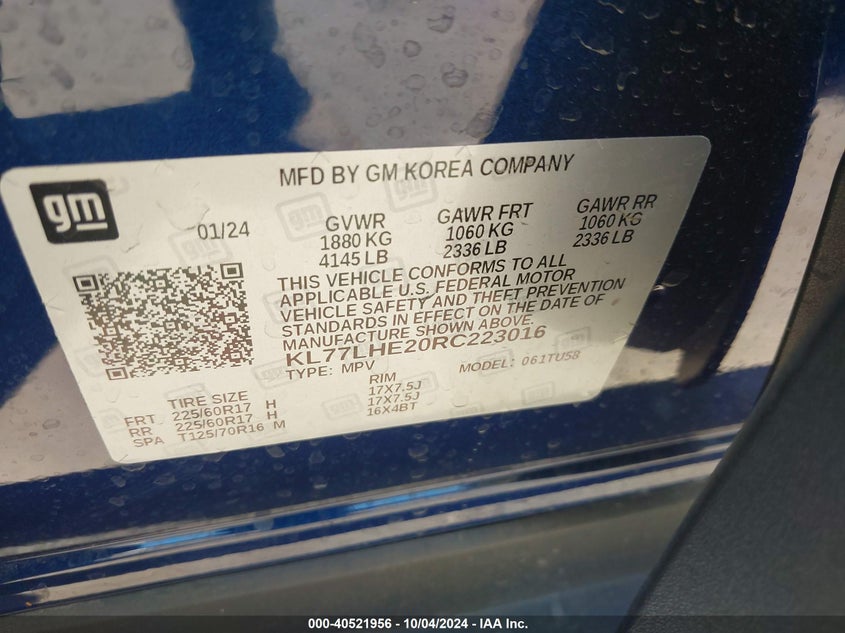 gm
MFD BY GM KOREA COMPANY
01/24
GVWR
1880 KG
4145 LB
GAWR FRT
1060 KG
2336 LB
GAWR RR
1060 KG
2336 LB
THIS VEHICLE CONFORMS TO ALL
APPLICABLE U.S. FEDERAL MOTOR
VEHICLE SAFETY AND THEFT PREVENTION
STANDARDS IN EFFECT ON THE DATE OF
MANUFACTURE SHOWN ABOVE.
KL77LHE20RC223016
TYPE: MPV
MODEL: 061TU58
TIRE SIZE RIM
FRT 225/60R17 H 17X7.5J
RR 225/60R17 H 17X7.5J
SPA T125/70R16 M 16X4BT
000-40521956 - 10/04/2024 - IAA Inc.